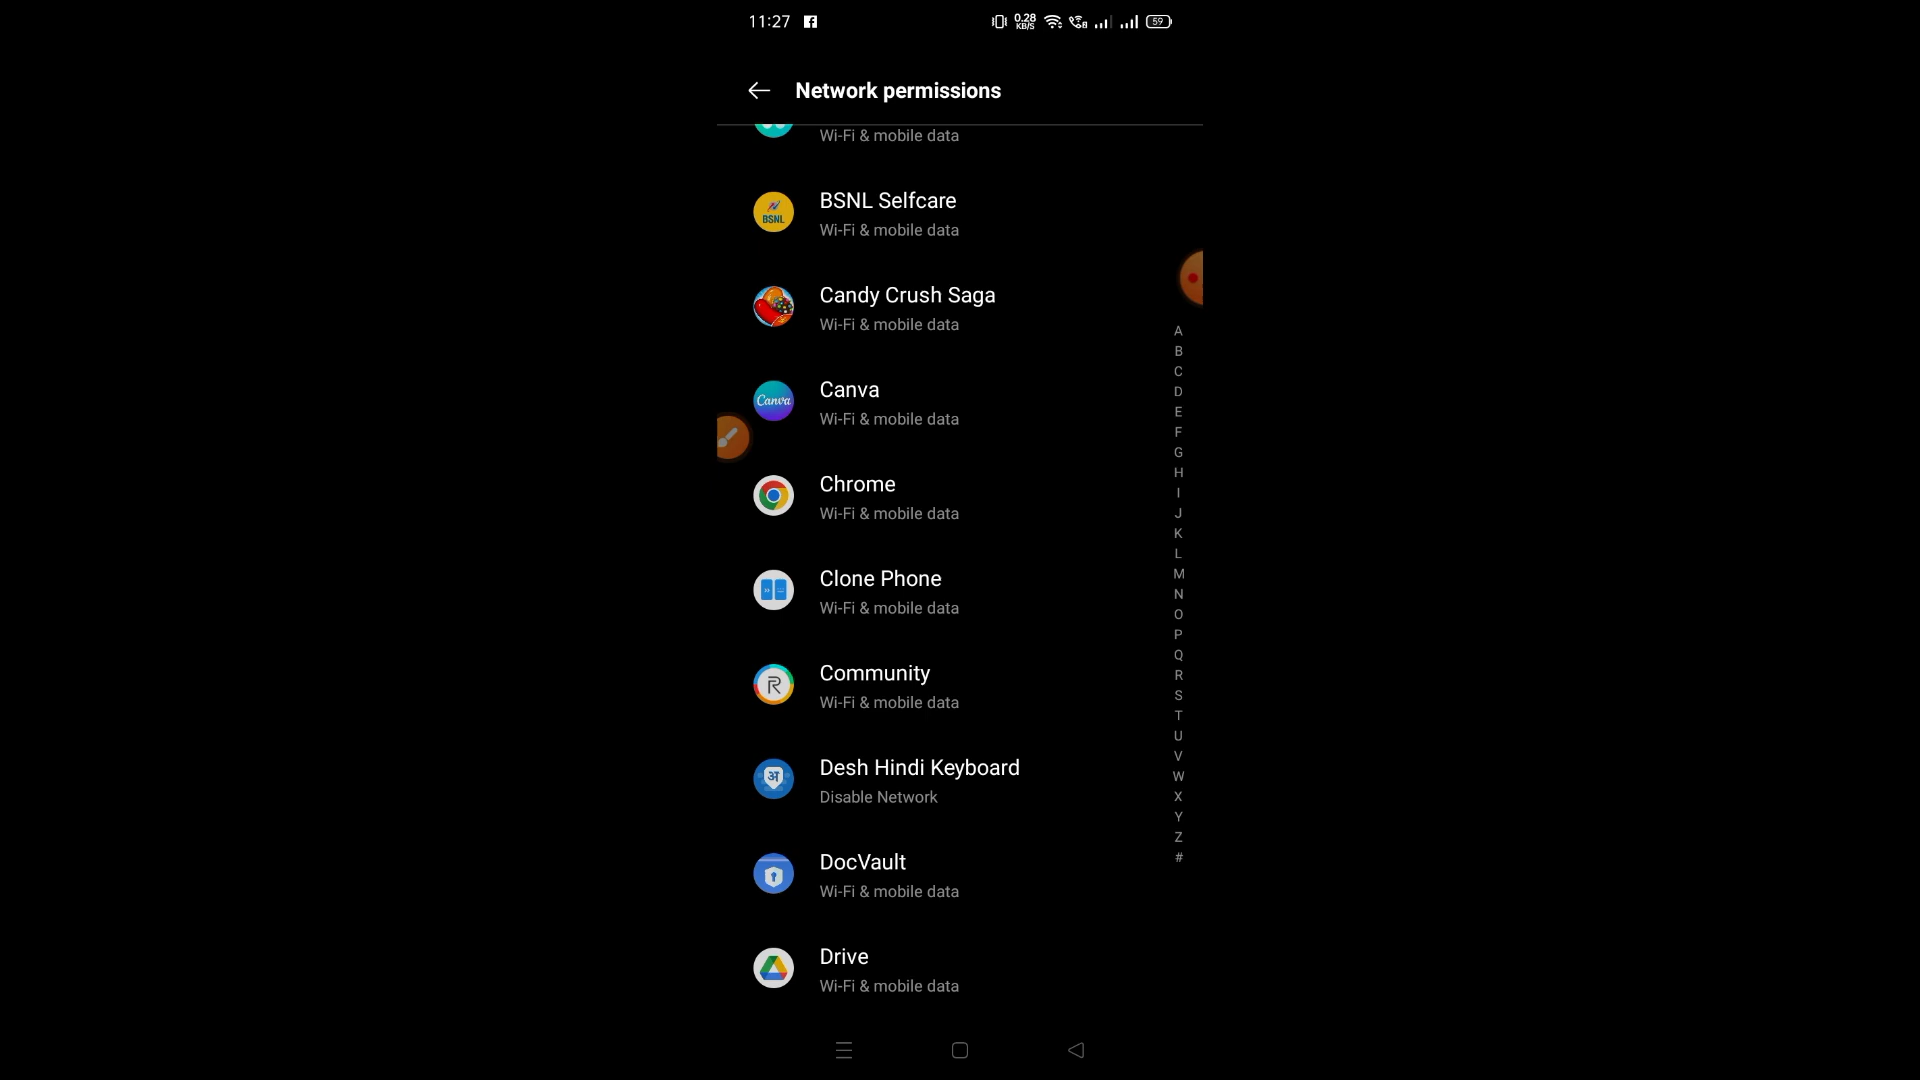 11:27
0.28
KB/S
59
Network permissions
Wi-Fi & mobile data
BSNL
BSNL Selfcare
Wi-Fi & mobile data
Candy Crush Saga
Wi-Fi & mobile data
Canva
Canva
Wi-Fi & mobile data
Chrome
Wi-Fi & mobile data
Clone Phone
Wi-Fi & mobile data
R
Community
Wi-Fi & mobile data
अ
Desh Hindi Keyboard
Disable Network
DocVault
Wi-Fi & mobile data
Drive
Wi-Fi & mobile data
A
B
C
D
E
F
G
H
I
J
K
L
M
N
O
P
Q
R
S
T
U
V
W
X
Y
Z
#